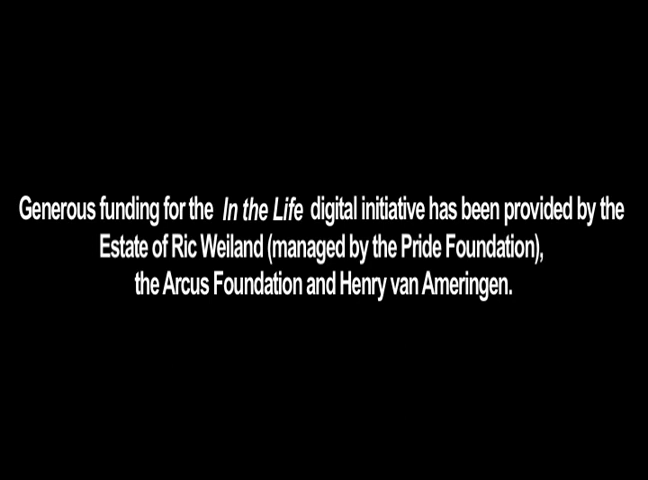 Generous funding for the In the Life digital initiative has been provided by the
Estate of Ric Weiland (managed by the Pride Foundation),
the Arcus Foundation and Henry van Ameringen.